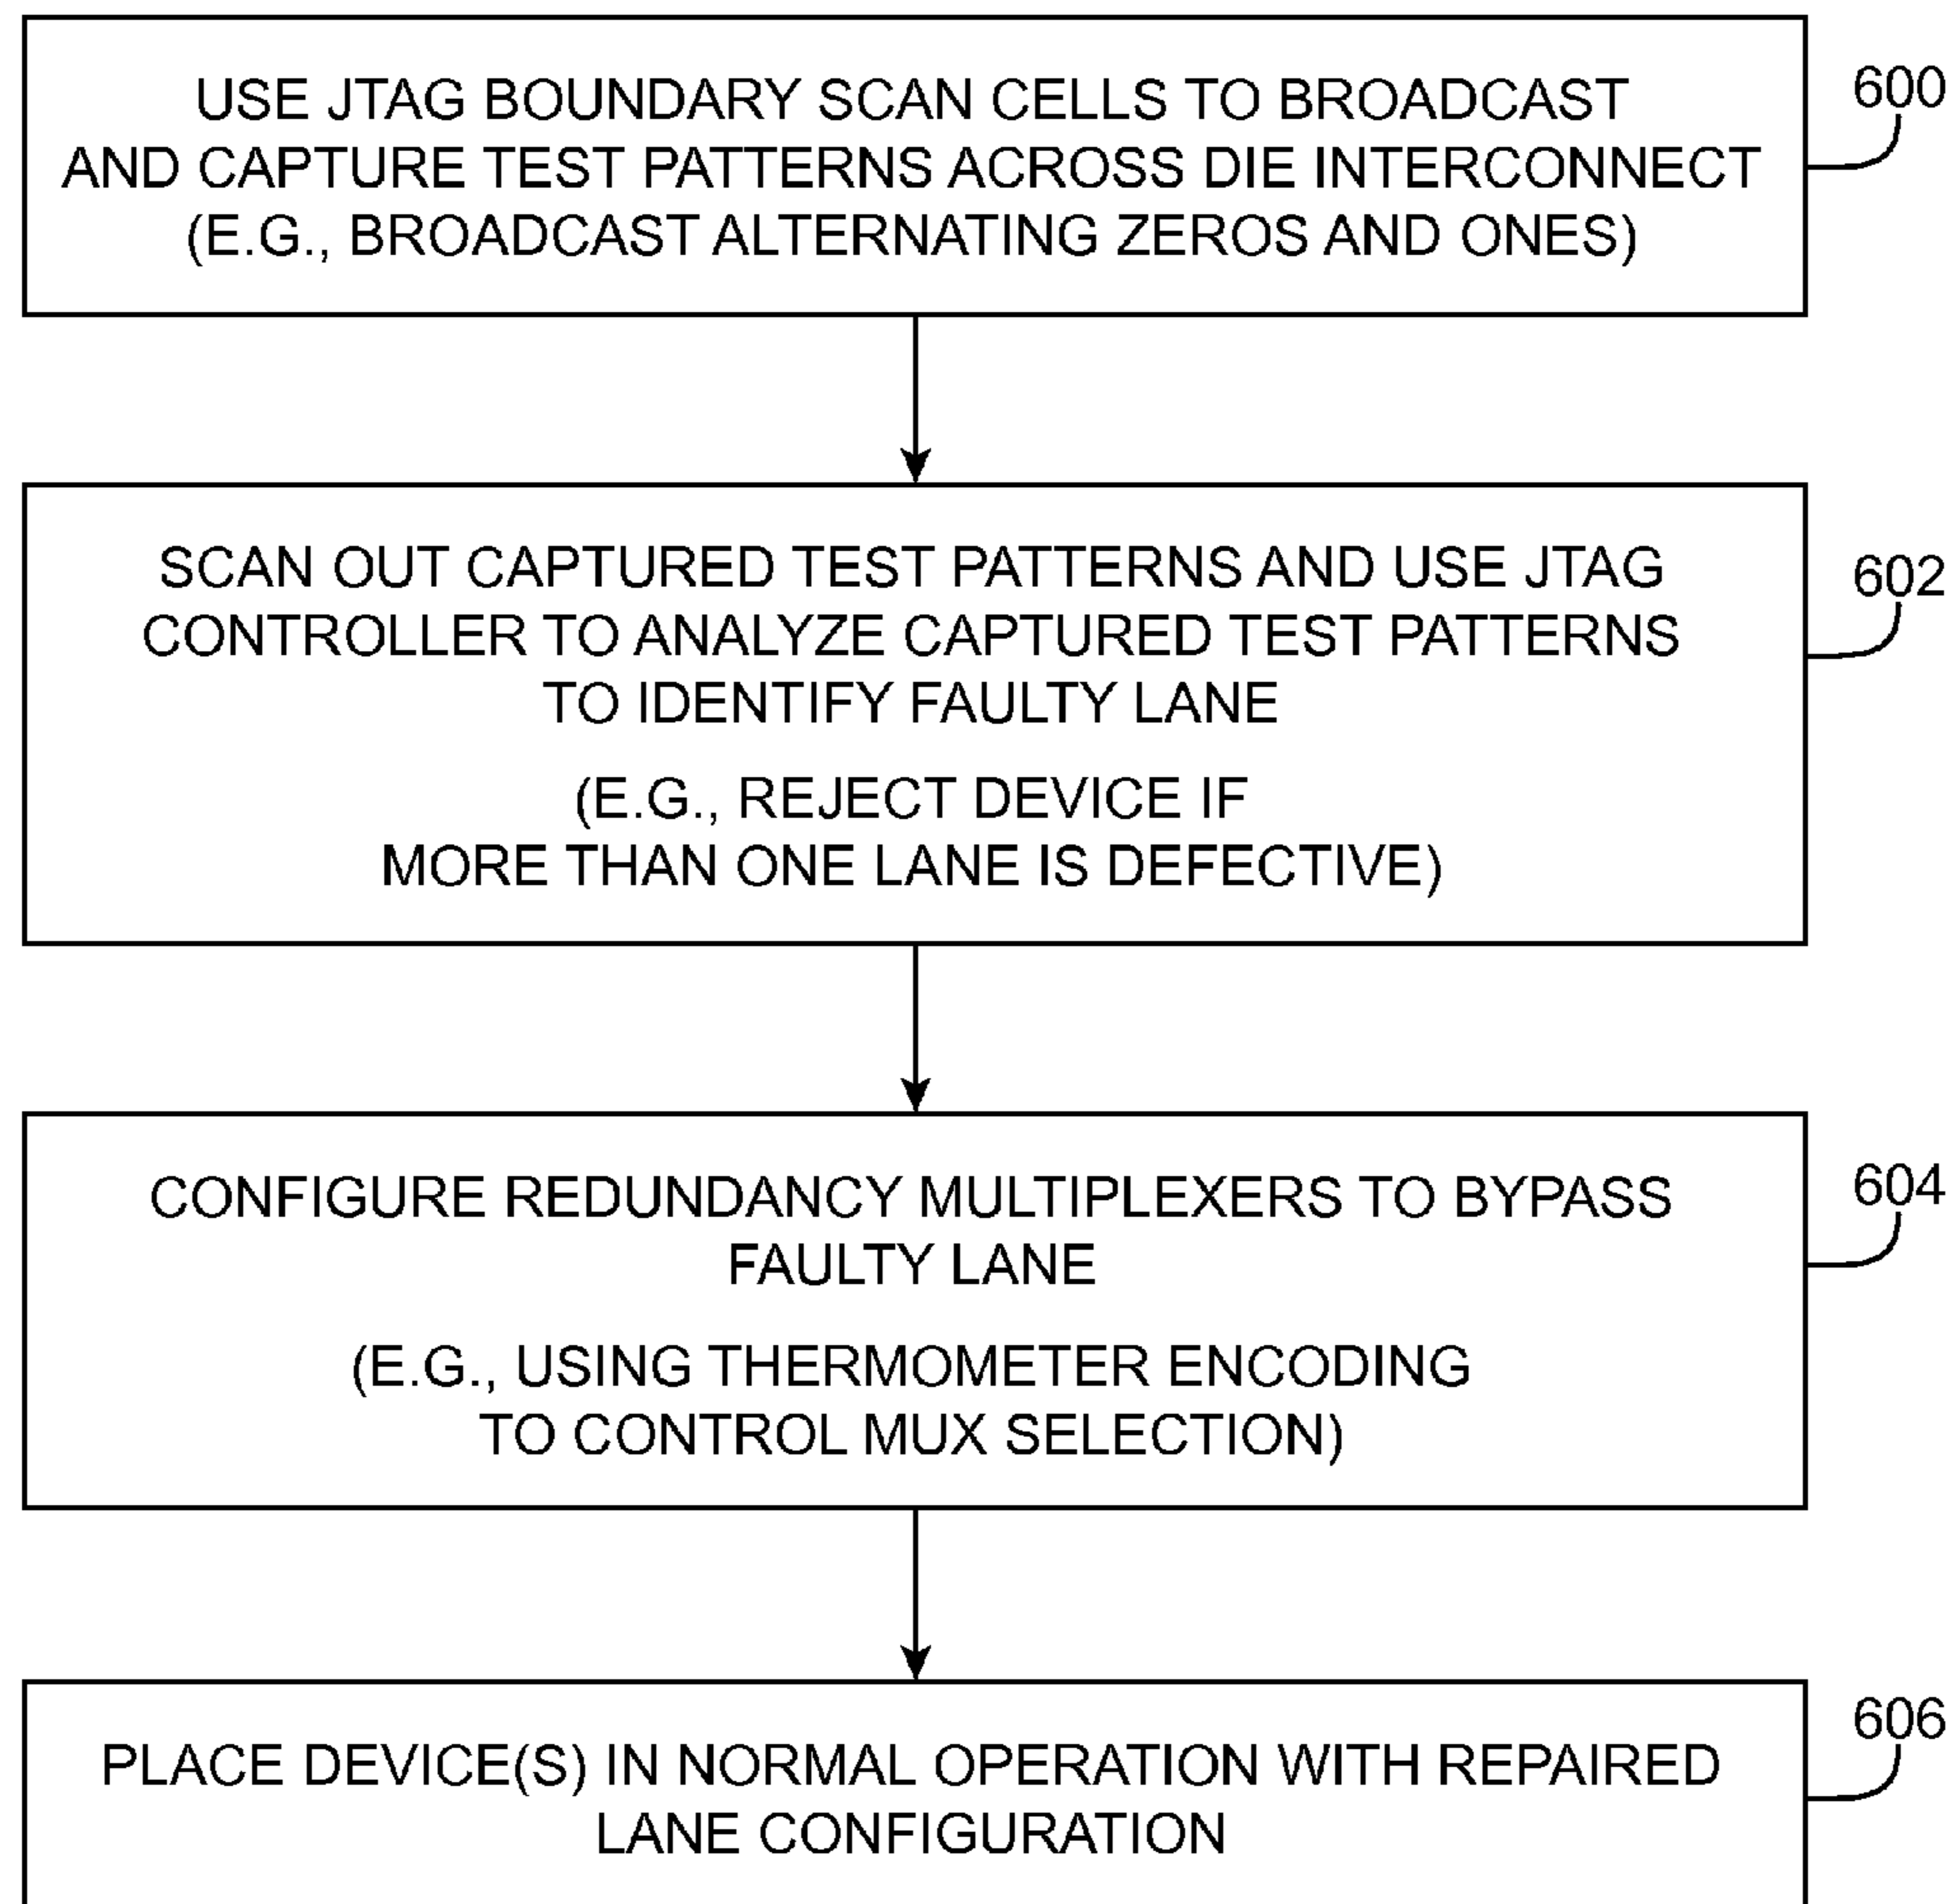 USE JTAG BOUNDARY SCAN CELLS TO BROADCAST
AND CAPTURE TEST PATTERNS ACROSS DIE INTERCONNECT
(E.G., BROADCAST ALTERNATING ZEROS AND ONES)
600
SCAN OUT CAPTURED TEST PATTERNS AND USE JTAG
CONTROLLER TO ANALYZE CAPTURED TEST PATTERNS
TO IDENTIFY FAULTY LANE
(E.G., REJECT DEVICE IF
MORE THAN ONE LANE IS DEFECTIVE)
602
CONFIGURE REDUNDANCY MULTIPLEXERS TO BYPASS
FAULTY LANE
(E.G., USING THERMOMETER ENCODING
TO CONTROL MUX SELECTION)
604
PLACE DEVICE(S) IN NORMAL OPERATION WITH REPAIRED
LANE CONFIGURATION
606